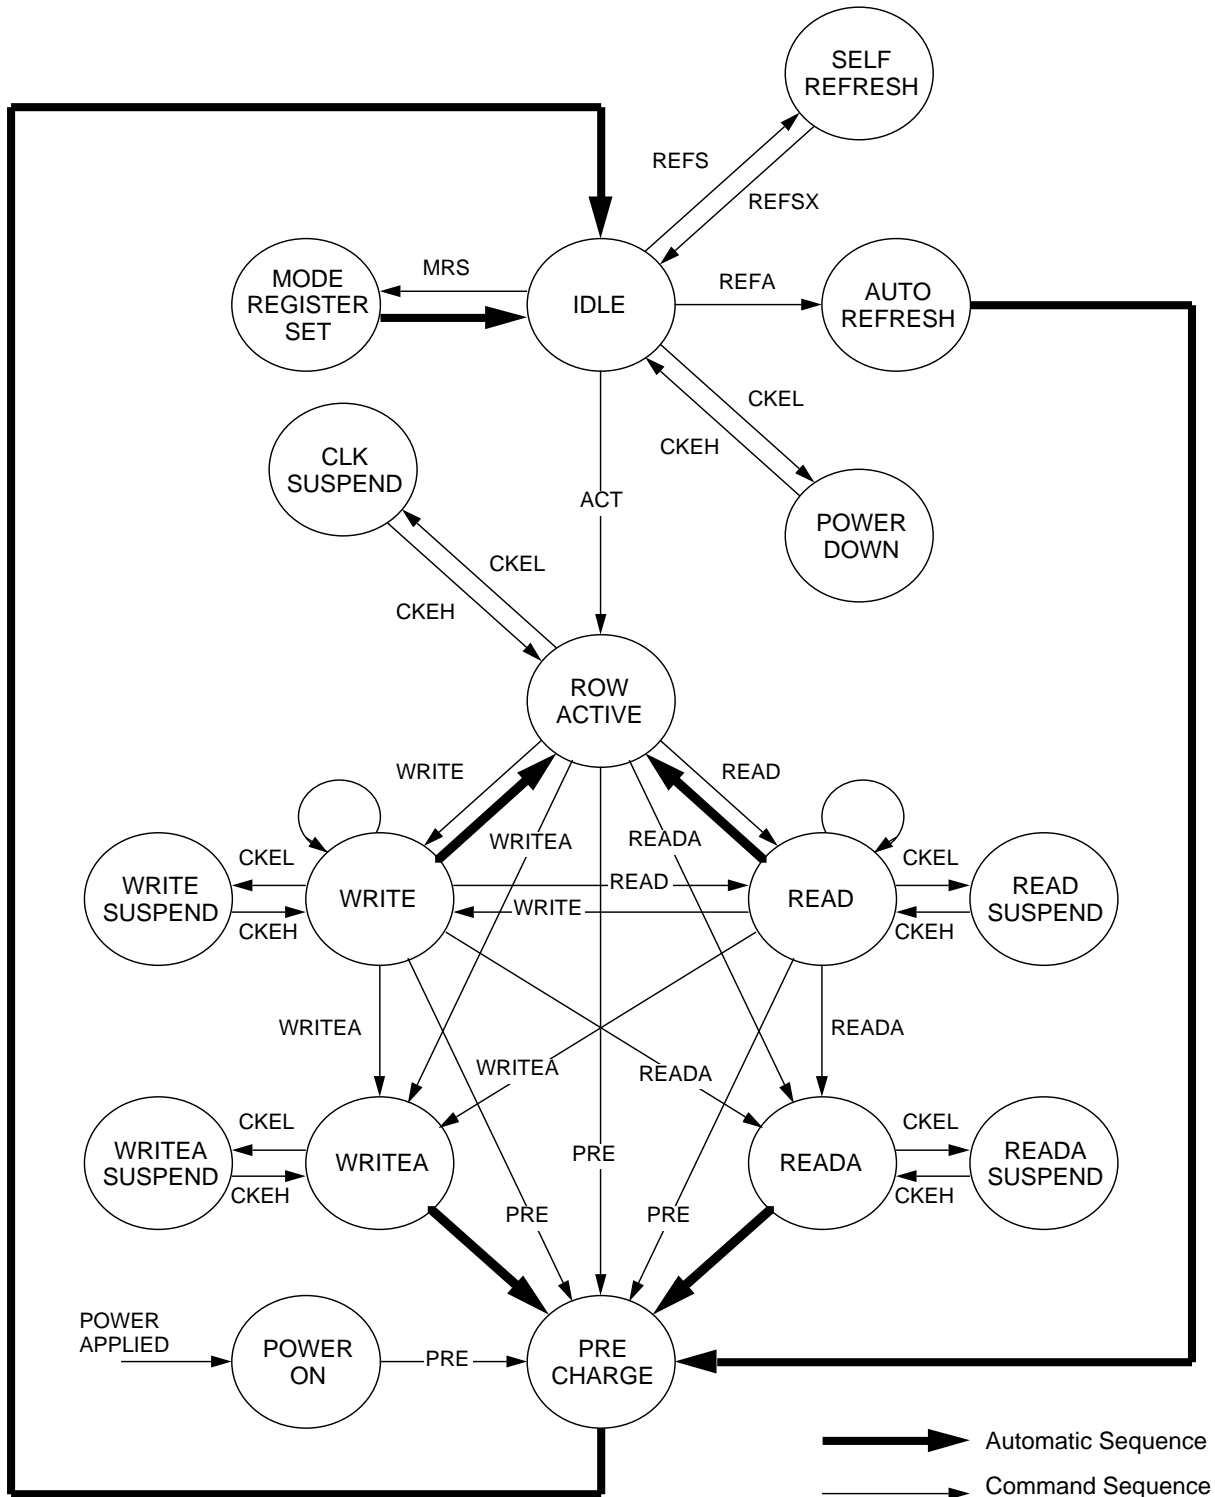 SELF
REFRESH
REFS
REFSX
MODE
REGISTER
SET
MRS
IDLE
REFA
AUTO
REFRESH
CKEL
CKEH
CLK
SUSPEND
ACT
POWER
DOWN
CKEL
CKEH
ROW
ACTIVE
WRITE
READ
WRITEA
READA
CKEL
CKEL
WRITE
SUSPEND
WRITE
READ
WRITE
READ
READ
SUSPEND
CKEH
CKEH
WRITEA
READA
WRITEA
READA
CKEL
CKEL
WRITEA
SUSPEND
WRITEA
PRE
READA
READA
SUSPEND
CKEH
CKEH
PRE
PRE
POWER
APPLIED
POWER
ON
PRE
PRE
CHARGE
Automatic Sequence
Command Sequence